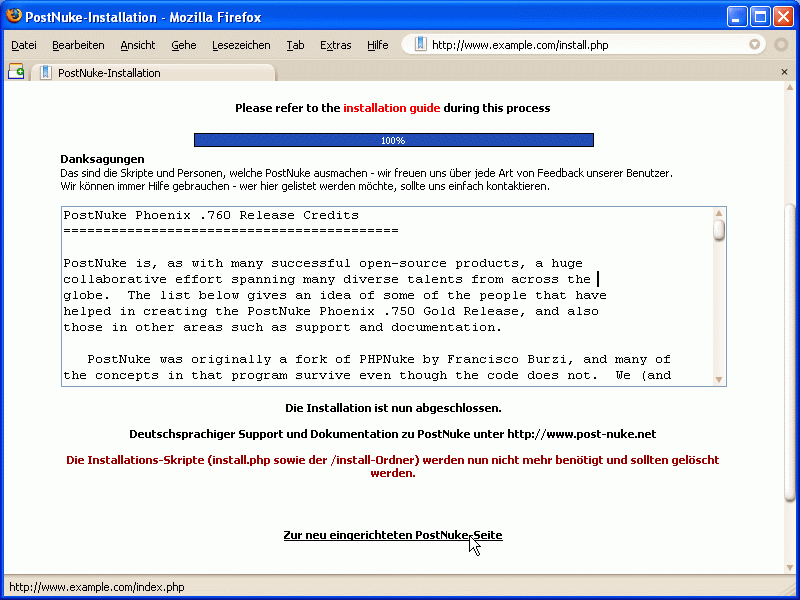 PostNuke-Installation - Mozilla Firefox
Datei Bearbeiten Ansicht Gehe Lesezeichen Tab Extras Hilfe http://www.example.com/install.php
PostNuke-Installation
Please refer to the installation guide during this process
100%
Danksagungen
Das sind die Skripte und Personen, welche PostNuke ausmachen - wir freuen uns über jede Art von Feedback unserer Benutzer.
Wir können immer Hilfe gebrauchen - wer hier gelistet werden möchte, sollte uns einfach kontaktieren.
PostNuke Phoenix .760 Release Credits
==========================================
PostNuke is, as with many successful open-source products, a huge
collaborative effort spanning many diverse talents from across the
globe.  The list below gives an idea of some of the people that have
helped in creating the PostNuke Phoenix .750 Gold Release, and also
those in other areas such as support and documentation.
PostNuke was originally a fork of PHPNuke by Francisco Burzi, and many of
the concepts in that program survive even though the code does not.  We (and
Die Installation ist nun abgeschlossen.
Deutschsprachiger Support und Dokumentation zu PostNuke unter http://www.post-nuke.net
Die Installations-Skripte (install.php sowie der /install-Ordner) werden nun nicht mehr benötigt und sollten gelöscht
werden.
Zur neu eingerichteten PostNuke-Seite
http://www.example.com/index.php